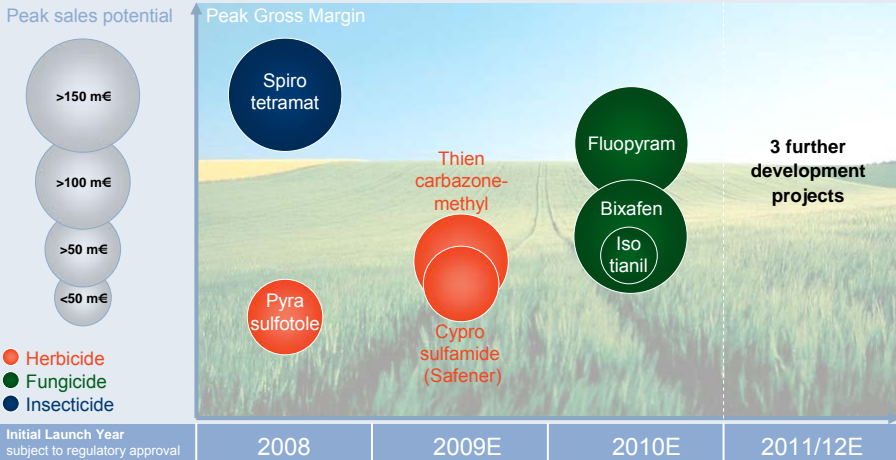 Peak sales potential
Peak Gross Margin
>150 m€
>100 m€
>50 m€
<50 m€
Herbicide
Fungicide
Insecticide
Spiro
tetramat
Pyra
sulfotole
Thien
carbazone-
methyl
Cypro
sulfamide
(Safener)
Fluopyram
Bixafen
Iso
tianil
3 further
development
projects
Initial Launch Year
subject to regulatory approval
2008
2009E
2010E
2011/12E